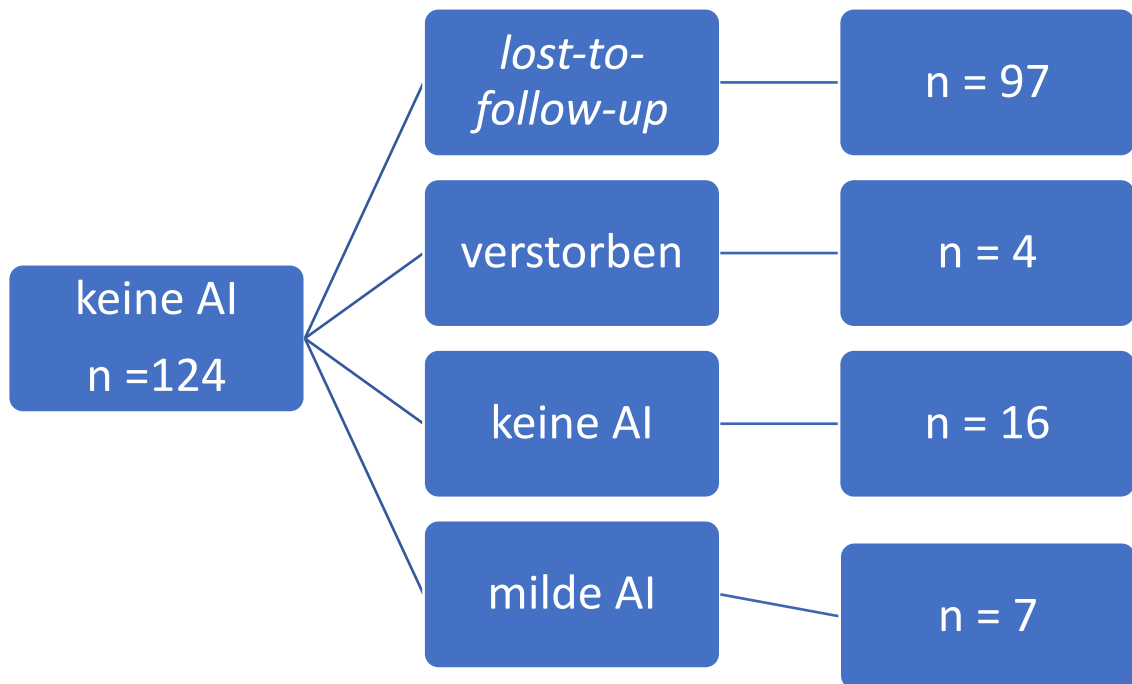 lost-to-
follow-up
n = 97
verstorben
n = 4
keine AI
n =124
keine AI
n = 16
milde AI
n = 7